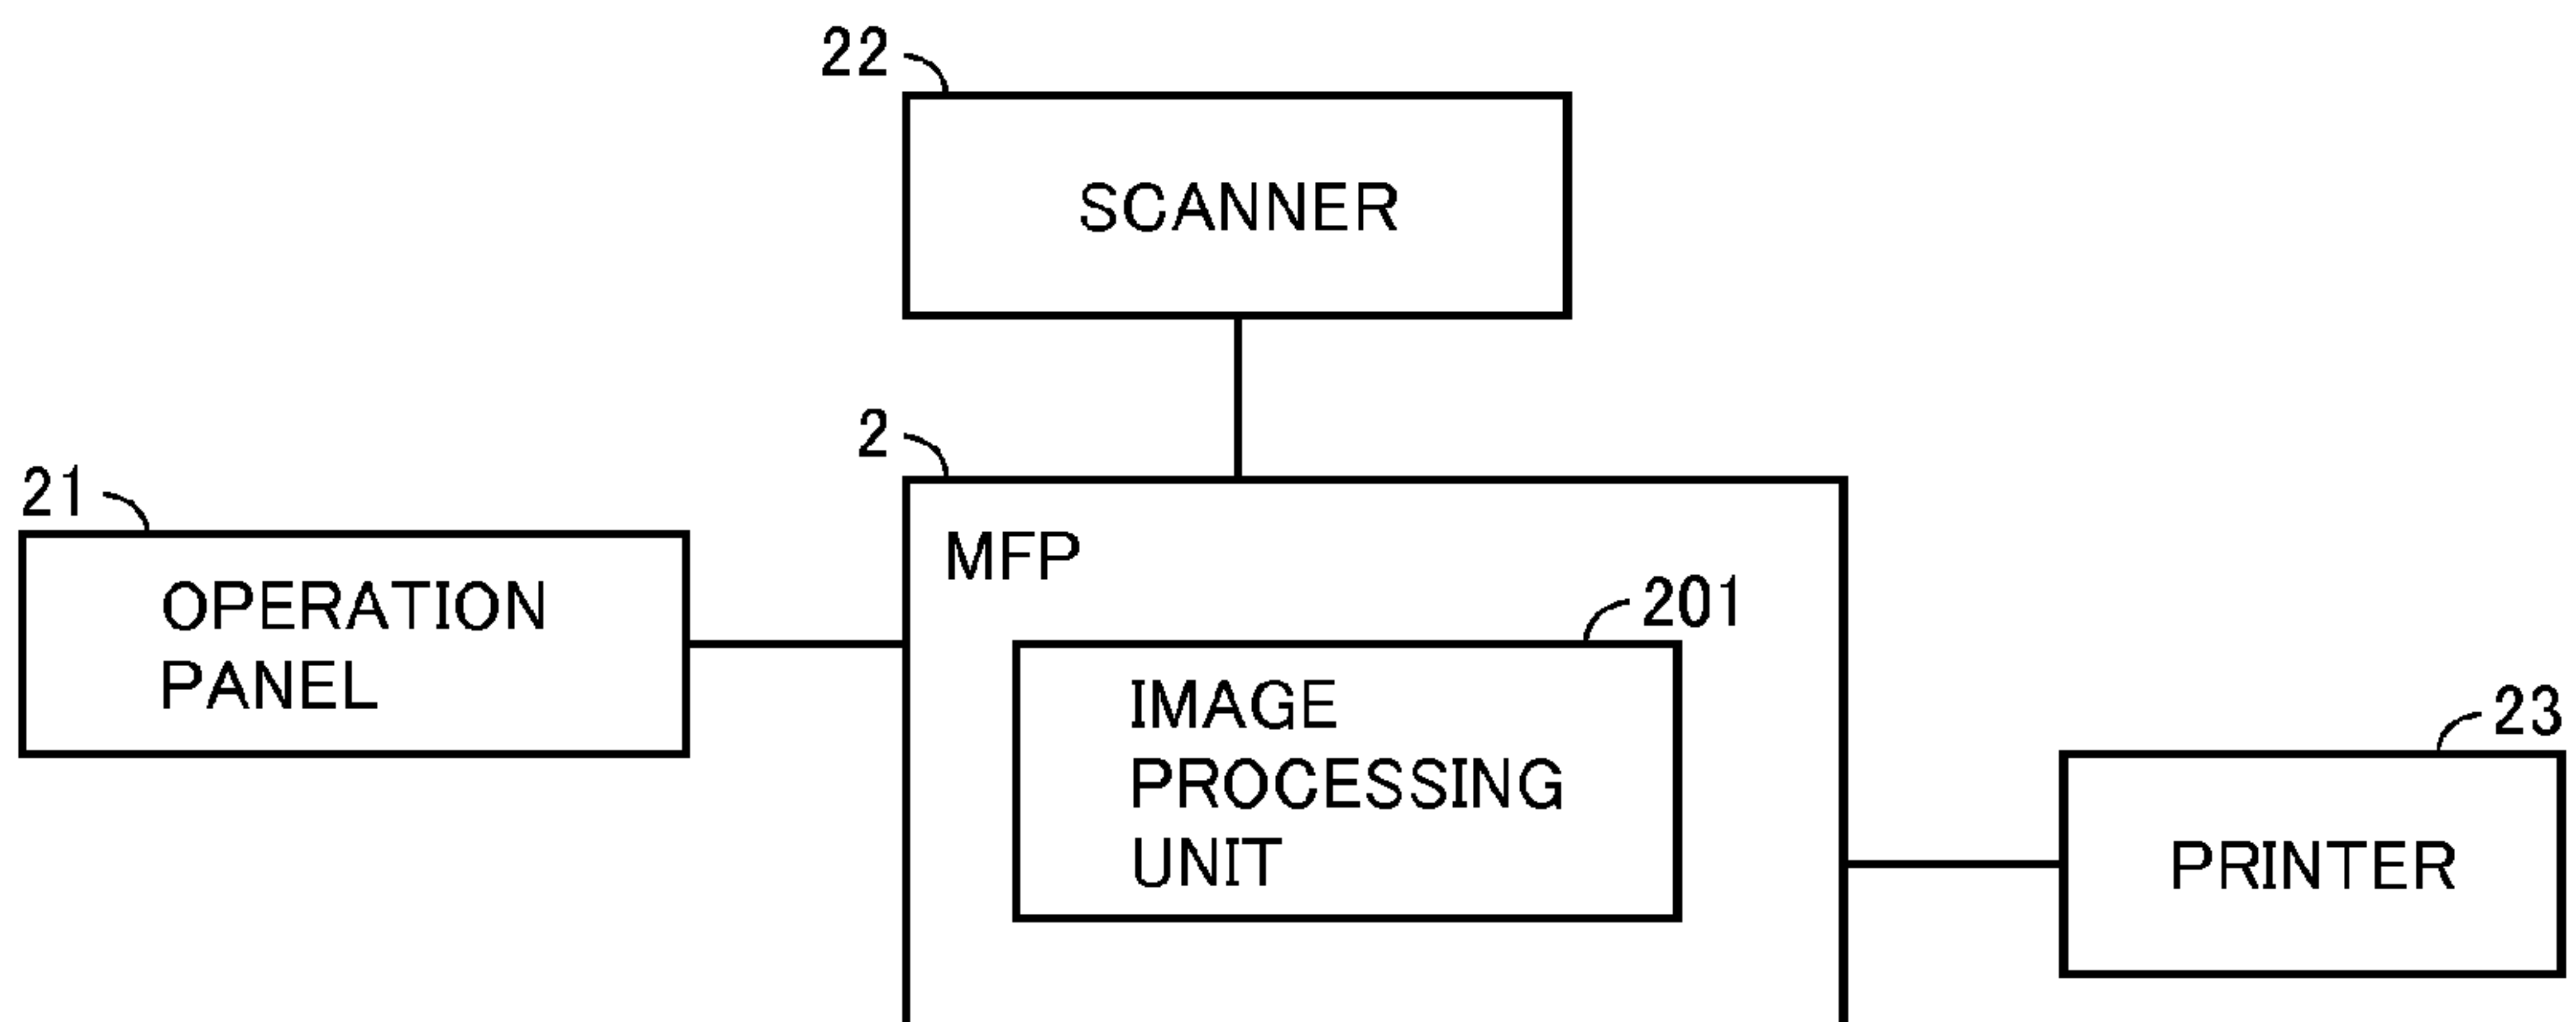 22
SCANNER
2
21
MFP
OPERATION
PANEL
201
IMAGE
PROCESSING
UNIT
23
PRINTER